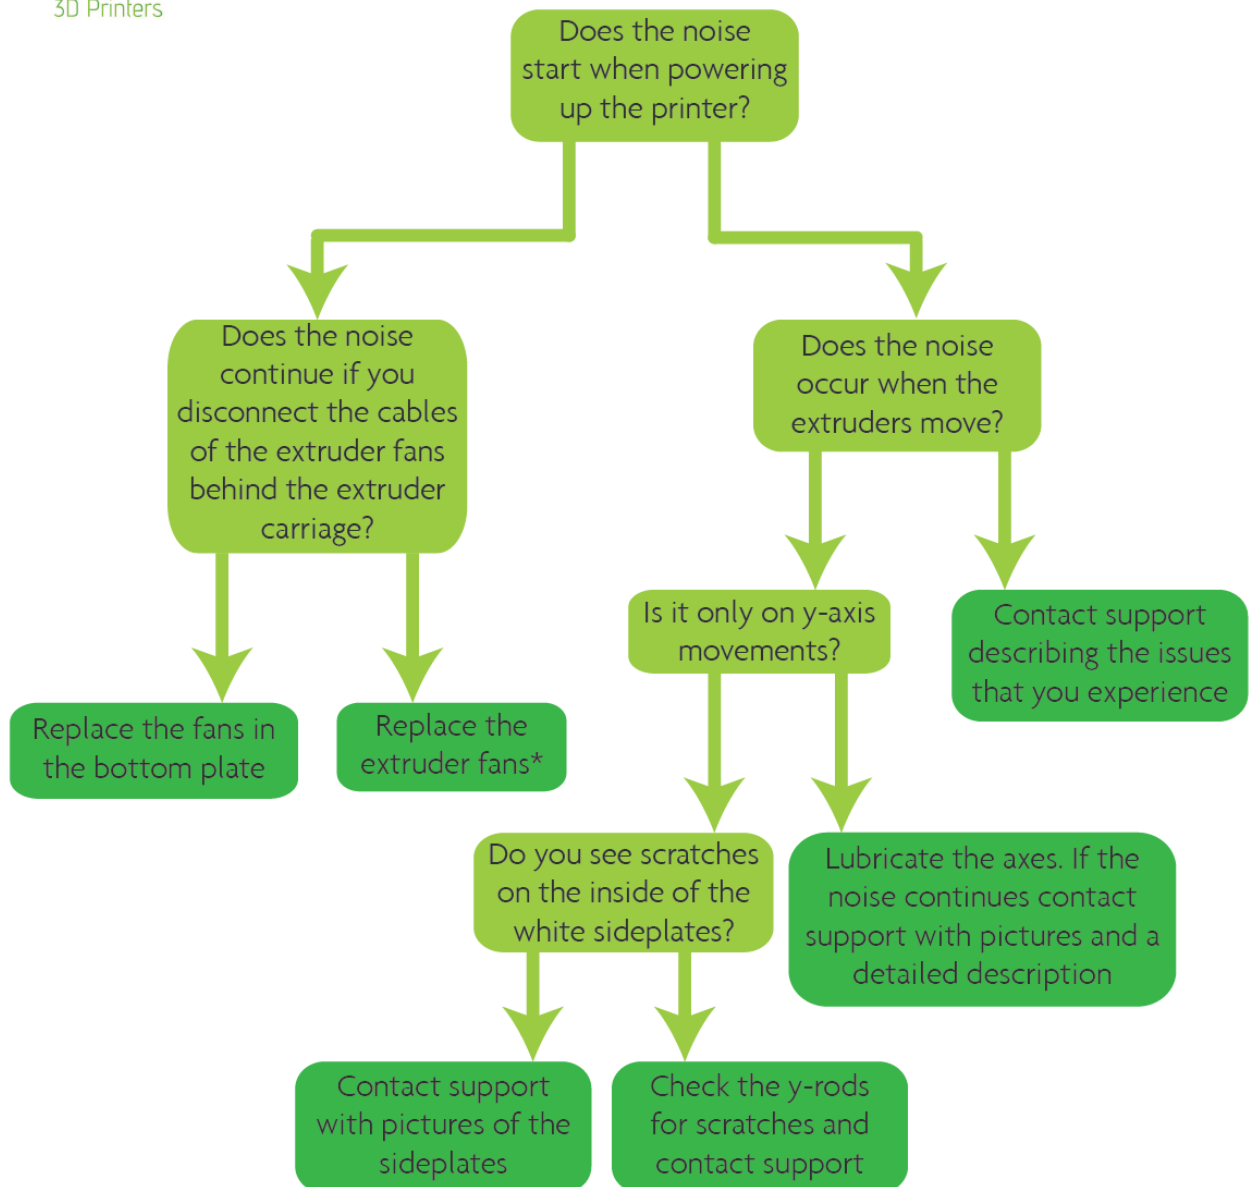 3D Printers
Does the noise
start when powering
up the printer?
Does the noise
continue if you
disconnect the cables
of the extruder fans
behind the extruder
carriage?
Does the noise
occur when the
extruders move?
Is it only on y-axis
movements?
Contact support
describing the issues
that you experience
Replace the fans in
the bottom plate
Replace the
extruder fans*
Do you see scratches
on the inside of the
white sideplates?
Lubricate the axes. If the
noise continues contact
support with pictures and a
detailed description
Contact support
with pictures of the
sideplates
Check the y-rods
for scratches and
contact support